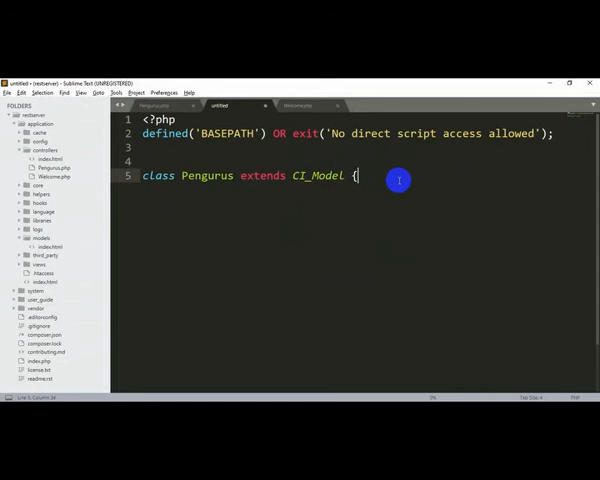 untitled • (restserver) - Sublime Text (UNREGISTERED)
File Edit Selection Find View Goto Tools Project Preferences Help
FOLDERS
Pengurus.php untitled Welcome.php
restserver
application
cache
config
controllers
index.html
Pengurus.php
Welcome.php
core
helpers
hooks
language
libraries
logs
models
index.html
third_party
views
.htaccess
index.html
system
user_guide
vendor
.editorconfig
.gitignore
composer.json
composer.lock
contributing.md
index.php
license.txt
readme.rst
1 <?php
2 defined('BASEPATH') OR exit('No direct script access allowed');
3
4
5 class Pengurus extends CI_Model {
Line 5, Column 34 Tab Size: 4 PHP